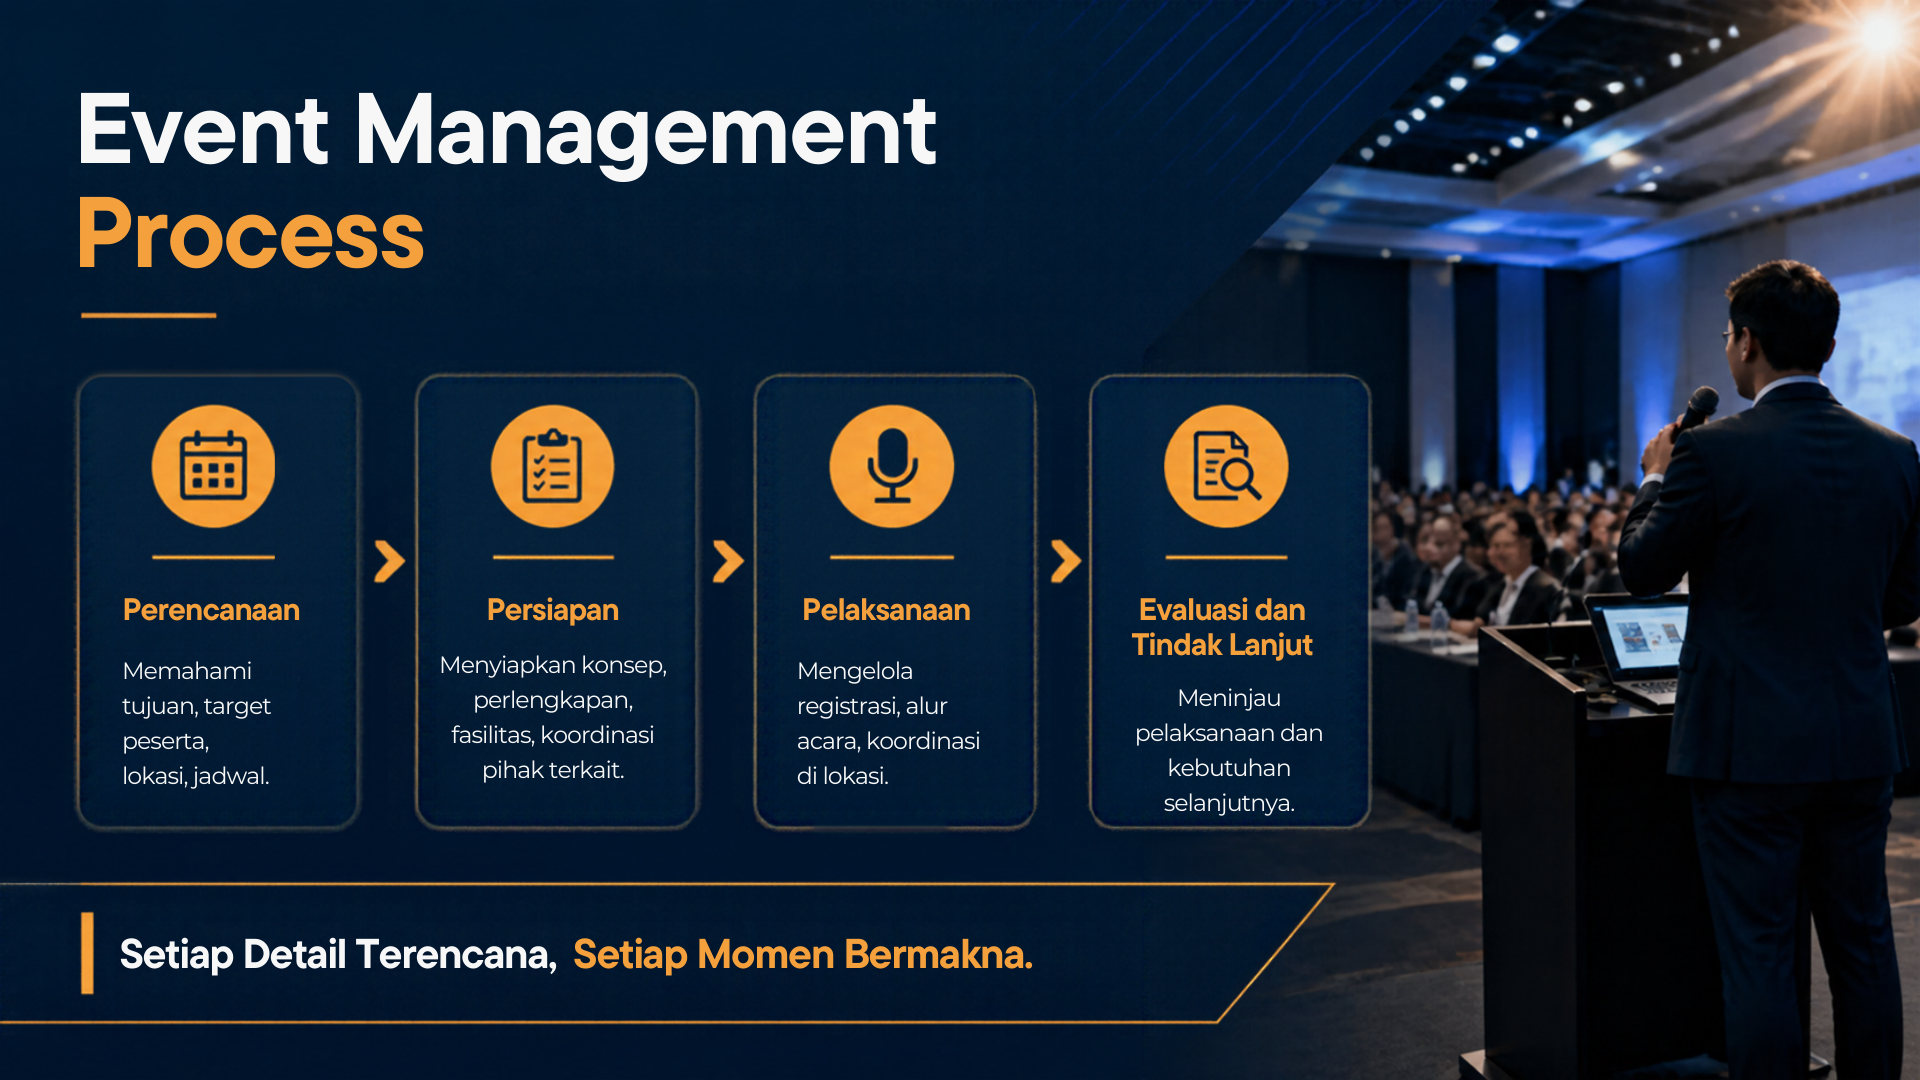 Event Management
Process
Perencanaan
Memahami
tujuan, target
peserta,
lokasi, jadwal.
Persiapan
Menyiapkan konsep,
perlengkapan,
fasilitas, koordinasi
pihak terkait.
Pelaksanaan
Mengelola
registrasi, alur
acara, koordinasi
di lokasi.
Evaluasi dan
Tindak Lanjut
Meninjau
pelaksanaan dan
kebutuhan
selanjutnya.
Setiap Detail Terencana, Setiap Momen Bermakna.